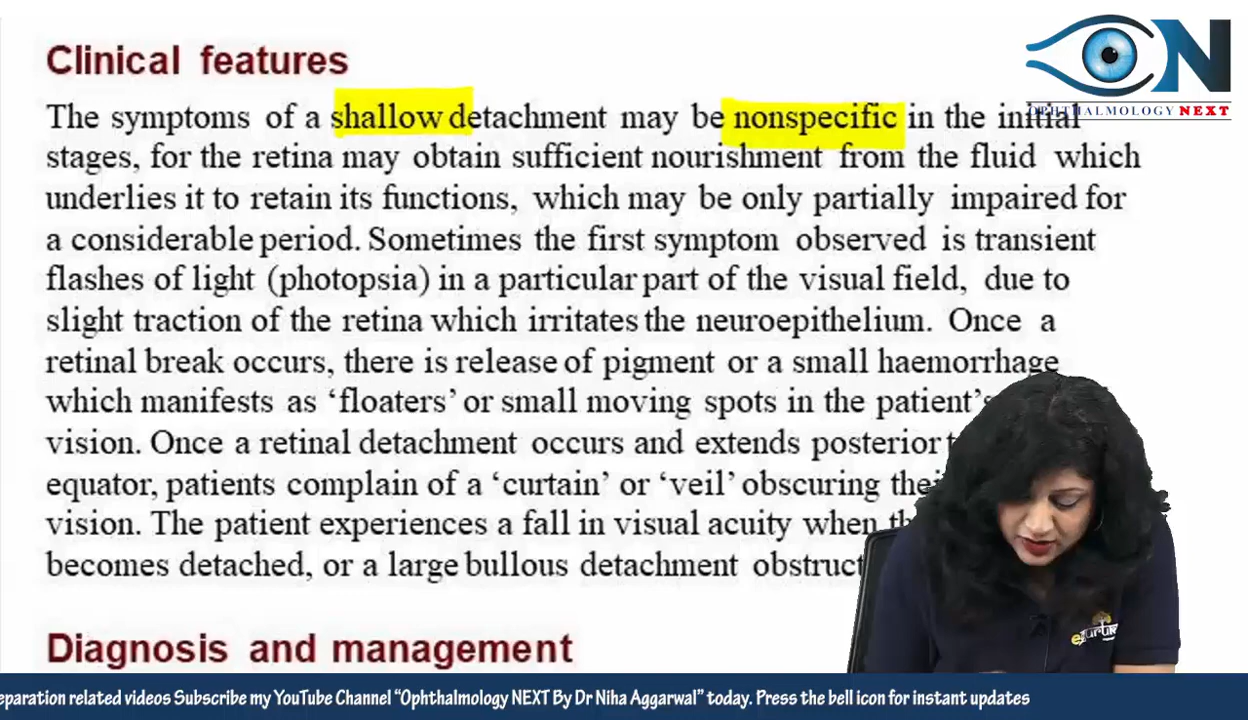 Clinical features
The symptoms of a shallow detachment may be nonspecific in the initial
stages, for the retina may obtain sufficient nourishment from the fluid which
underlies it to retain its functions, which may be only partially impaired for
a considerable period. Sometimes the first symptom observed is transient
flashes of light (photopsia) in a particular part of the visual field, due to
slight traction of the retina which irritates the neuroepithelium. Once a
retinal break occurs, there is release of pigment or a small haemorrhage
which manifests as ‘floaters’ or small moving spots in the patient’s
vision. Once a retinal detachment occurs and extends posterior
equator, patients complain of a ‘curtain’ or ‘veil’ obscuring
vision. The patient experiences a fall in visual acuity when
becomes detached, or a large bullous detachment
Diagnosis and management
ON
OPHTHALMOLOGY NEXT
eparation related videos Subscribe my YouTube Channel “Ophthalmology NEXT By Dr Niha Aggarwal” today. Press the bell icon for instant updates